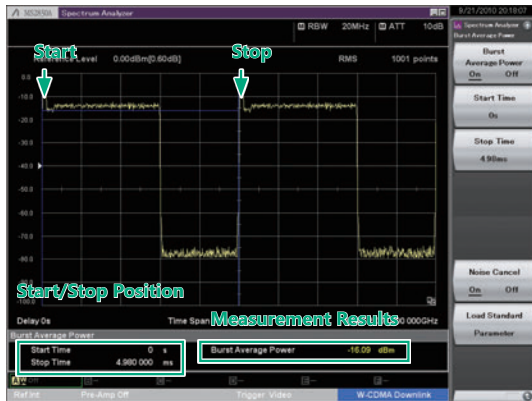 MS2830A Spectrum Analyzer
9/21/2010 20:18:07
RBW 20MHz ATT 10dB
Spectrum Analyzer
Burst Average Power
Start Stop
Reference Level 0.00dBm[0.60dB] RMS 1001 points
Burst
Average Power
On Off
Start Time
0s
Stop Time
4.98ms
0.0
-10.0
-20.0
-30.0
-40.0
-50.0
-60.0
-70.0
-80.0
-100.0
Noise Cancel
On Off
Load Standard
Parameter
Start/Stop Position
Measurement Results
Delay 0s Time Span 000GHz
Burst Average Power
Start Time 0 s
Stop Time 4.980 000 ms
Burst Average Power -16.09 dBm
Off
Ref.Int Pre-Amp Off Trigger Video W-CDMA Downlink